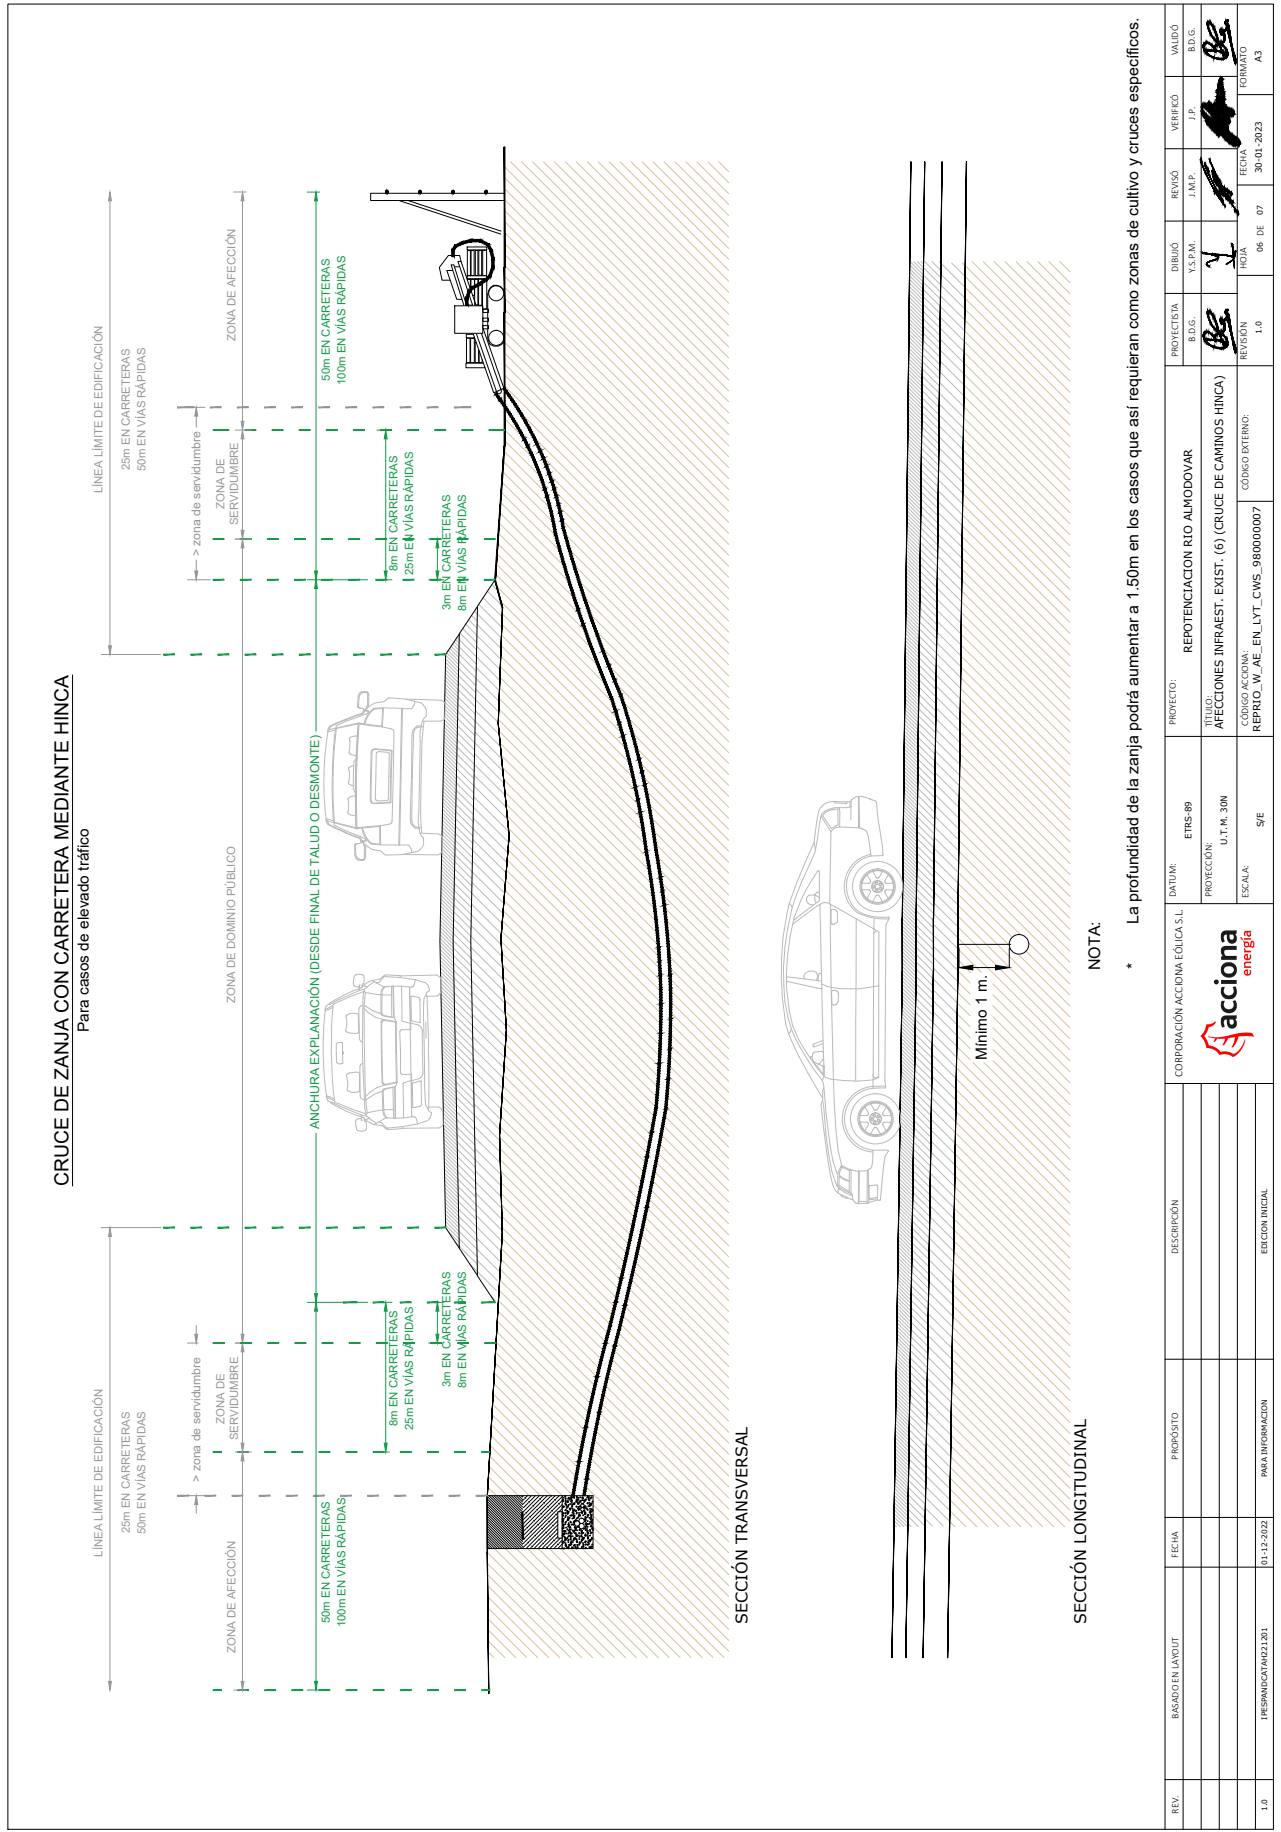 CRUCE DE ZANJA CON CARRETERA MEDIANTE HINCA
Para casos de elevado tráfico
LÍNEA LÍMITE DE EDIFICACIÓN
25m EN CARRETERAS
50m EN VÍAS RÁPIDAS
LÍNEA LÍMITE DE EDIFICACIÓN
25m EN CARRETERAS
50m EN VÍAS RÁPIDAS
> zona de servidumbre
> zona de servidumbre
ZONA DE AFECCIÓN
ZONA DE
SERVIDUMBRE
ZONA DE DOMINIO PÚBLICO
ZONA DE
SERVIDUMBRE
ZONA DE AFECCIÓN
50m EN CARRETERAS
100m EN VÍAS RÁPIDAS
ANCHURA EXPLANACIÓN (DESDE FINAL DE TALUD O DESMONTE)
50m EN CARRETERAS
100m EN VÍAS RÁPIDAS
8m EN CARRETERAS
25m EN VÍAS RÁPIDAS
8m EN CARRETERAS
25m EN VÍAS RÁPIDAS
3m EN CARRETERAS
8m EN VÍAS RÁPIDAS
3m EN CARRETERAS
8m EN VÍAS RÁPIDAS
SECCIÓN TRANSVERSAL
Mínimo 1 m.
SECCIÓN LONGITUDINAL
NOTA:
* La profundidad de la zanja podrá aumentar a 1.50m en los casos que así requieran como zonas de cultivo y cruces específicos.
REV.
BASADO EN LAYOUT
FECHA
PROPÓSITO
DESCRIPCIÓN
1.0
IPESPANDCATAH221201
01-12-2022
PARA INFORMACION
EDICION INICIAL
CORPORACIÓN ACCIONA EÓLICA S.L
acciona
energía
DATUM:
ETRS-89
PROYECCIÓN:
U.T.M. 30N
ESCALA:
S/E
PROYECTO:
REPOTENCIACION RIO ALMODOVAR
TÍTULO:
AFECCIONES INFRAEST. EXIST. (6) (CRUCE DE CAMINOS HINCA)
CÓDIGO ACCIONA:
REPRIO_W_AE_EN_LYT_CWS_980000007
CÓDIGO EXTERNO:
PROYECTISTA
B.D.G.
DIBUJÓ
Y.S.P.M.
REVISÓ
J.M.P.
VERIFICÓ
J.P.
VALIDÓ
B.D.G.
REVISIÓN
1.0
HOJA
06 DE 07
FECHA
30-01-2023
FORMATO
A3